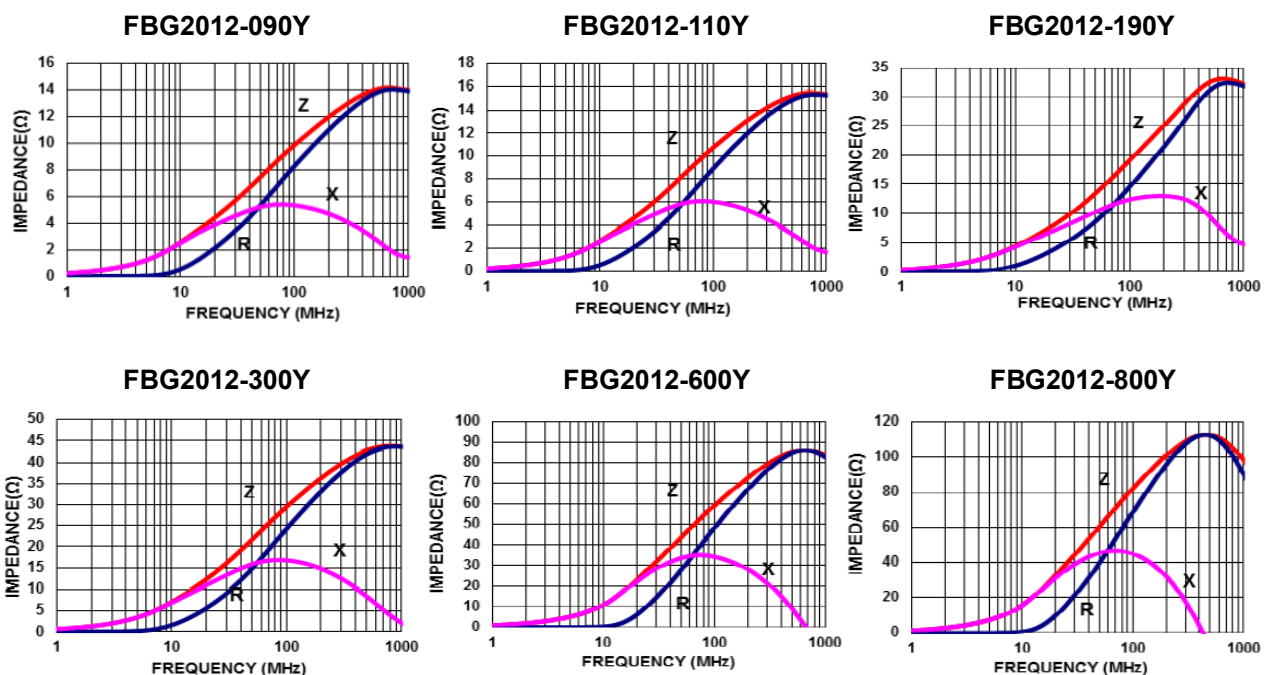 FBG2012-090Y
16
14
12
10
8
6
4
2
0
IMPEDANCE(Ω)
Z
X
R
1
10
100
1000
FREQUENCY (MHz)
FBG2012-110Y
18
16
14
12
10
8
6
4
2
0
IMPEDANCE(Ω)
Z
X
R
1
10
100
1000
FREQUENCY (MHz)
FBG2012-190Y
35
30
25
20
15
10
5
0
IMPEDANCE(Ω)
Z
X
R
1
10
100
1000
FREQUENCY (MHz)
FBG2012-300Y
50
45
40
35
30
25
20
15
10
5
0
IMPEDANCE(Ω)
Z
X
R
1
10
100
1000
FREQUENCY (MHz)
FBG2012-600Y
100
90
80
70
60
50
40
30
20
10
0
IMPEDANCE(Ω)
Z
X
R
1
10
100
1000
FREQUENCY (MHz)
FBG2012-800Y
120
100
80
60
40
20
0
IMPEDANCE(Ω)
Z
X
R
1
10
100
1000
FREQUENCY (MHz)